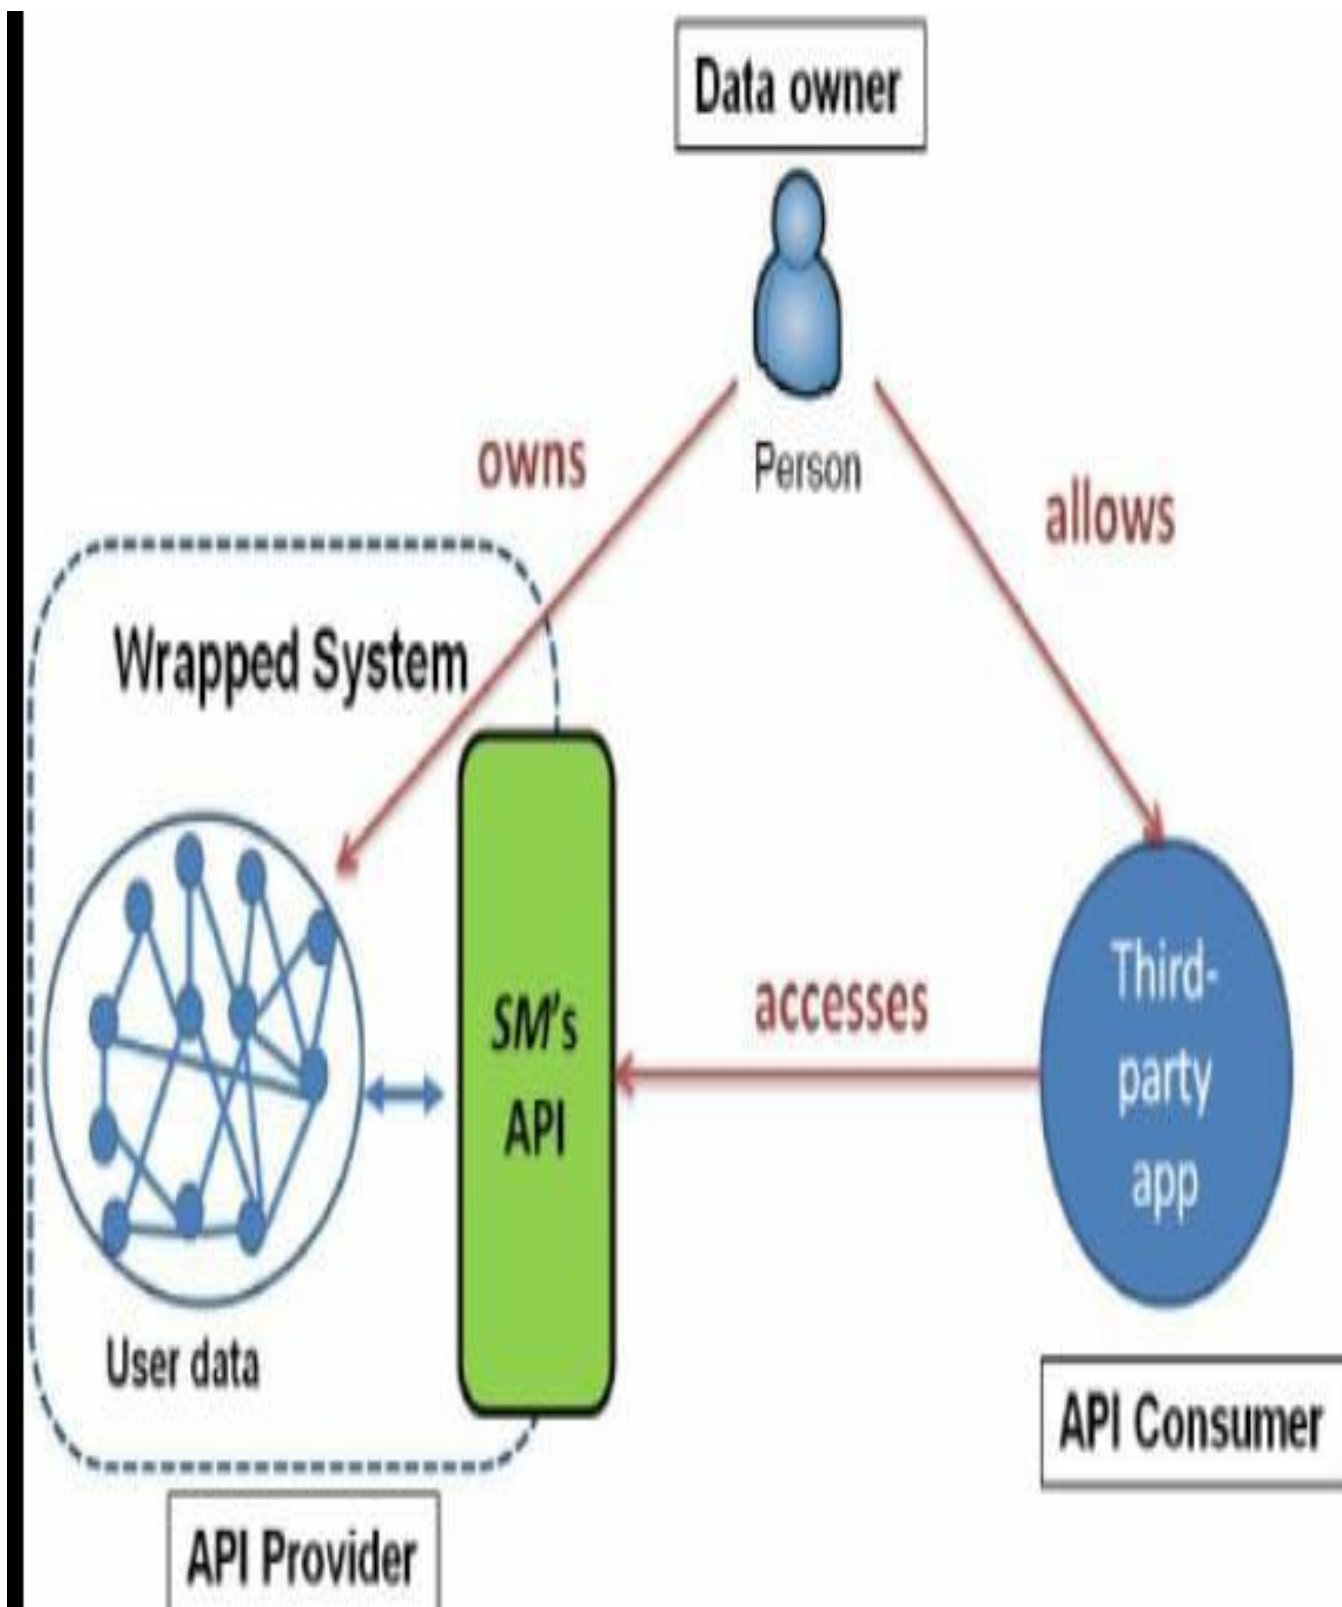 Data owner
Person
owns
allows
Wrapped System
SM's
API
accesses
Third-
party
app
User data
API Consumer
API Provider